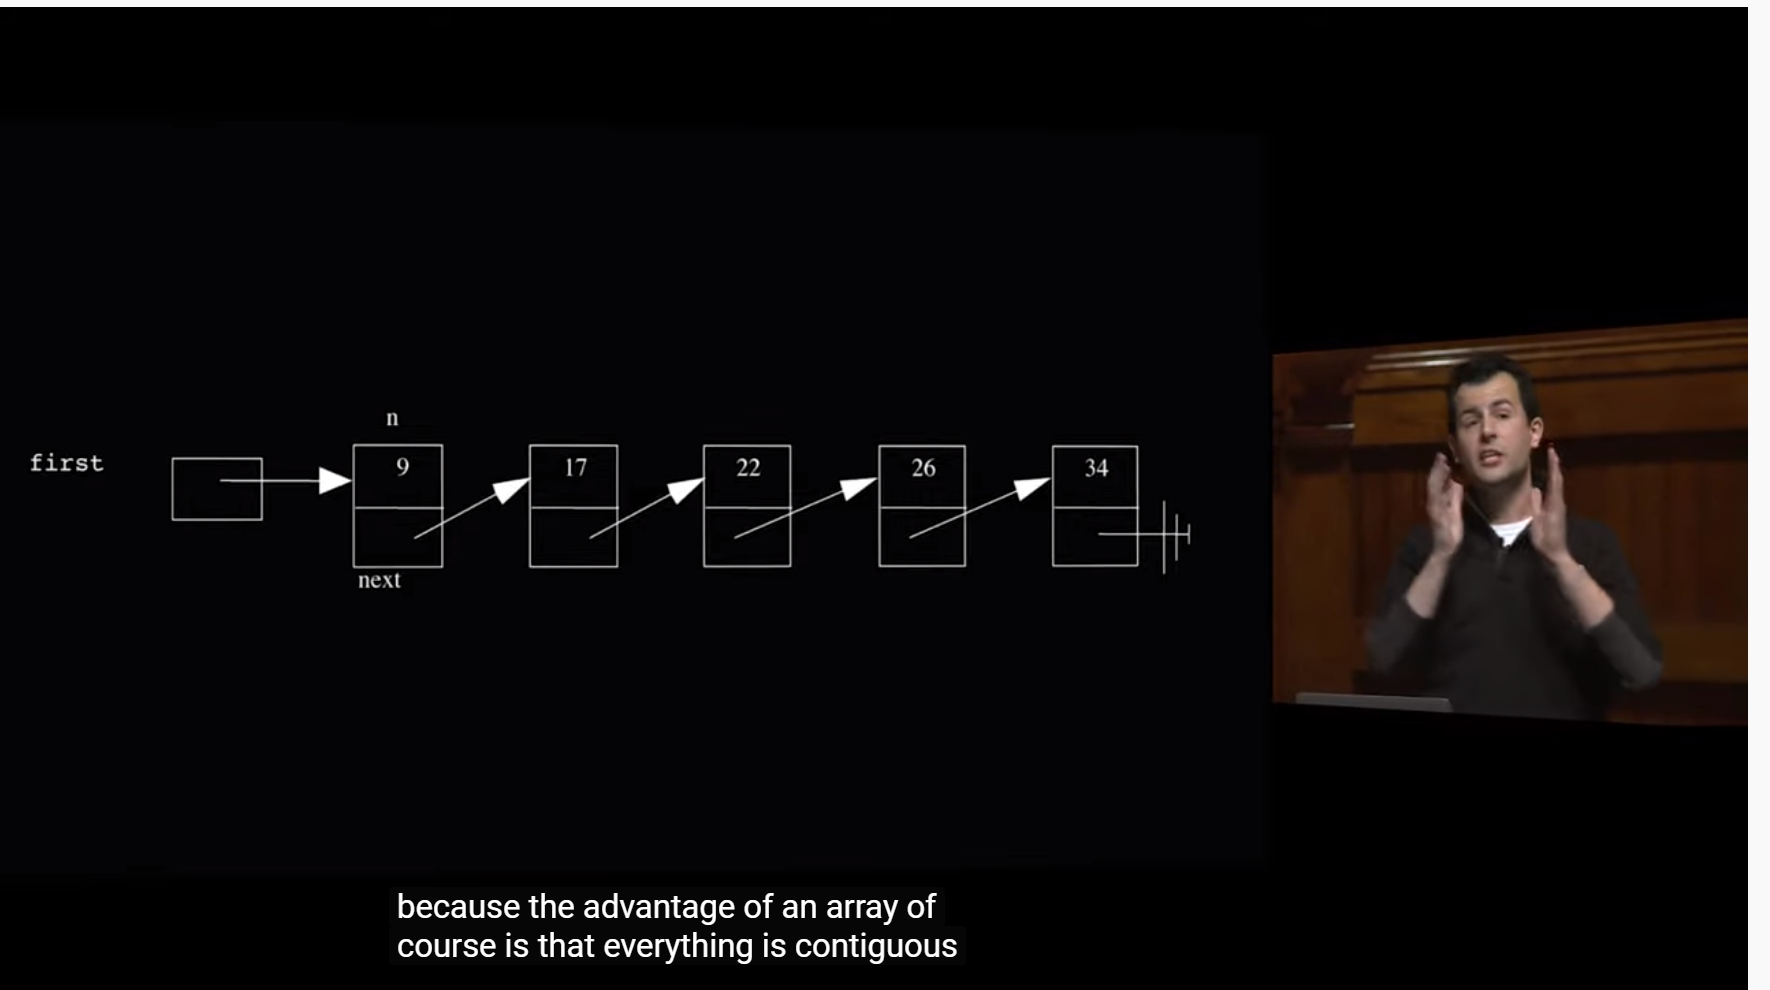 n
first
9 17 22 26 34
next
because the advantage of an array of
course is that everything is contiguous